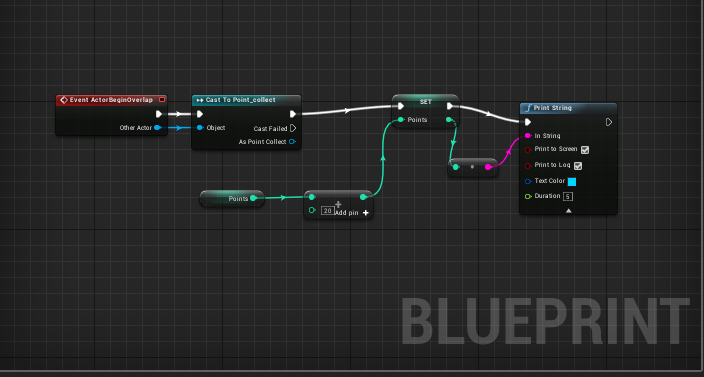 Event ActorBeginOverlap
Other Actor
Cast To Point_collect
Object
Cast Failed
As Point Collect
SET
Points
Print String
In String
Print to Screen
Print to Log
Text Color
Duration 5
Points
20
Add pin +
BLUEPRINT